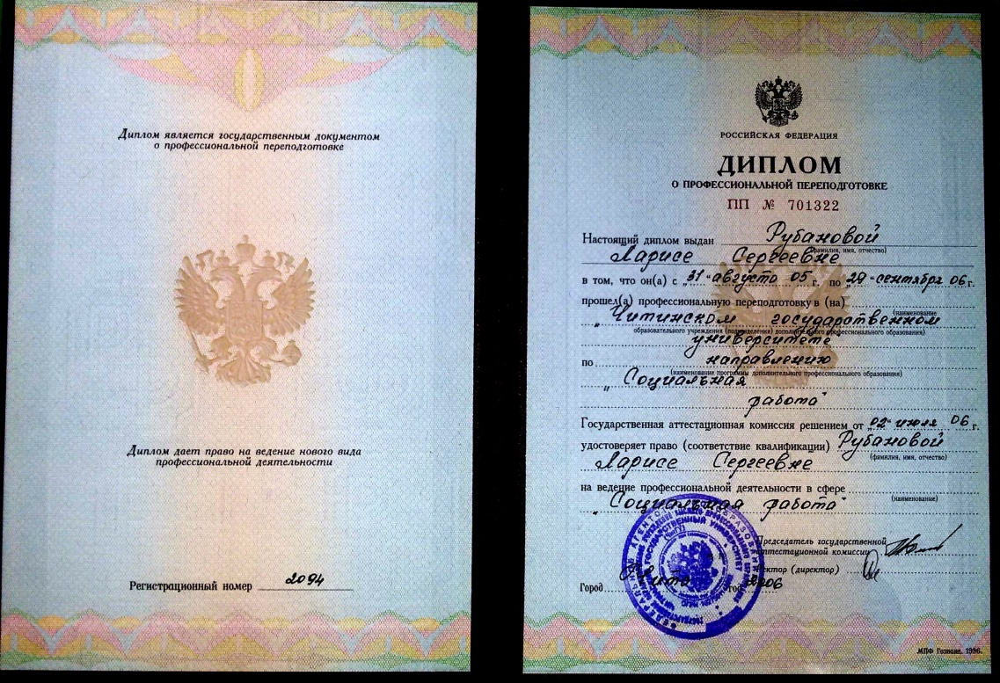 Диплом является государственным документом
о профессиональной переподготовке
Диплом дает право на ведение нового вида
профессиональной деятельности
Регистрационный номер 2094
РОССИЙСКАЯ ФЕДЕРАЦИЯ
ДИПЛОМ
О ПРОФЕССИОНАЛЬНОЙ ПЕРЕПОДГОТОВКЕ
ПП № 701322
Настоящий диплом выдан Рубановой
(фамилия, имя, отчество)
Ларисе Сергеевне
в том, что он(а) с „31" августа 05 г. по „29" сентября 06 г.
прошел(а) профессиональную переподготовку в (на)
(наименование
„Читинском государственном
образовательного учреждения (подразделения) дополнительного профессионального образования)
университете
по направлению
(наименование программы дополнительного профессионального образования)
„Социальная
работа"
Государственная аттестационная комиссия решением от „02" июля 06 г.
удостоверяет право (соответствие квалификации) Рубановой
(фамилия, имя, отчество)
Ларисе Сергеевне
на ведение профессиональной деятельности в сфере
(наименование)
„Социальная работа"
Председатель государственной
аттестационной комиссии
Ректор (директор)
Город Чита год 2006
МПФ Гознака. 1996.